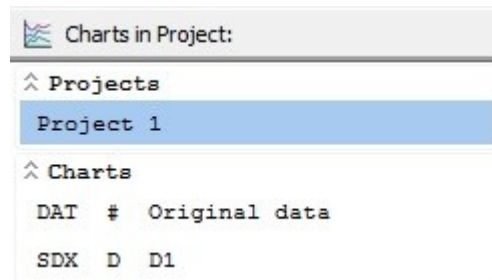 Charts in Project:
Projects
Project 1
Charts
DAT # Original data
SDX D D1